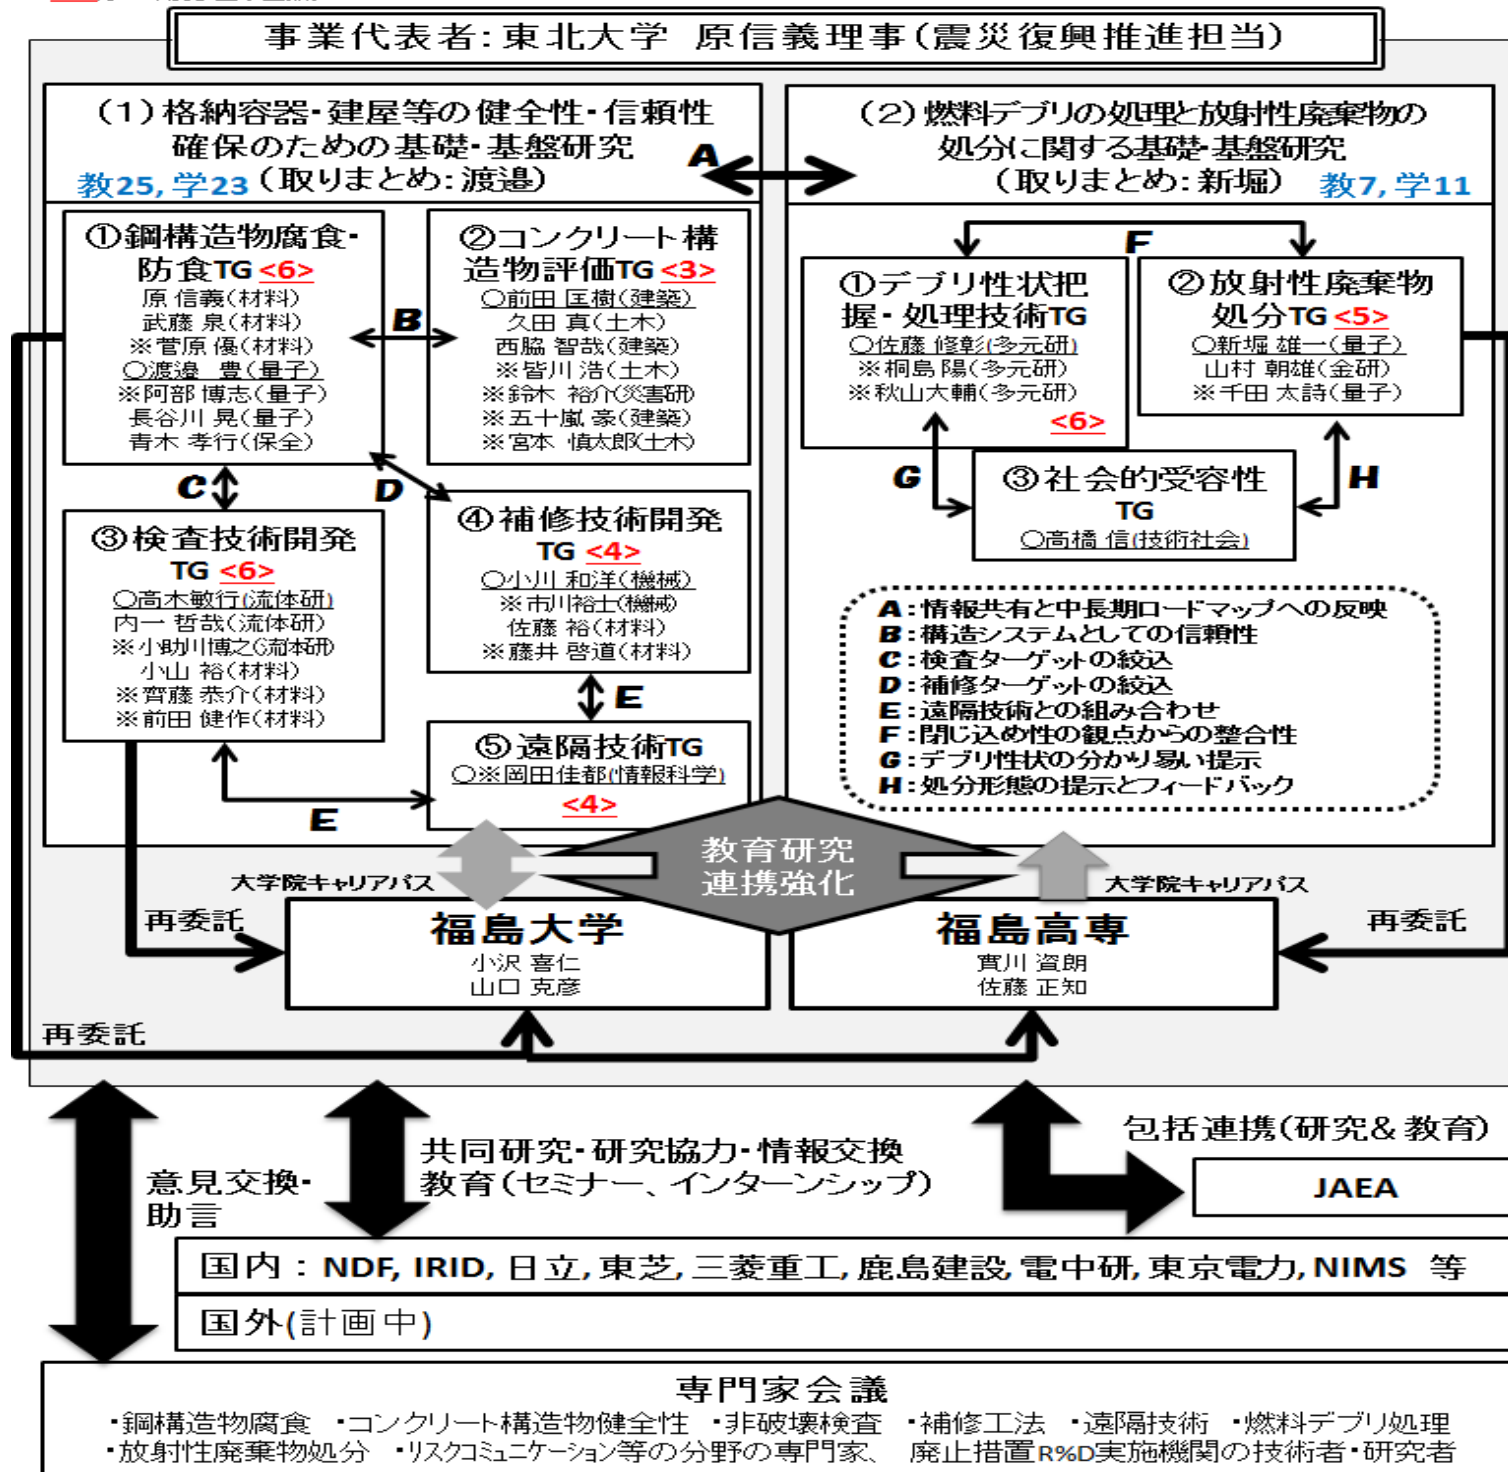 事業代表者：東北大学 原信義理事（震災復興推進担当）
（1）格納容器・建屋等の健全性・信頼性
確保のための基礎・基盤研究
教25, 学23（取りまとめ：渡邉）
A
（2）燃料デブリの処理と放射性廃棄物の
処分に関する基礎・基盤研究
（取りまとめ：新堀） 教7, 学11
①鋼構造物腐食・
防食TG <6>
原 信義(材料)
武藤 泉(材料)
※菅原 優(材料)
○渡邉 豊(量子)
※阿部 博志(量子)
長谷川 晃(量子)
青木 孝行(保全)
B
②コンクリート構
造物評価TG <3>
○前田 匡樹(建築)
久田 真(土木)
西脇 智哉(建築)
※皆川 浩(土木)
※鈴木 裕介(災害研)
※五十嵐 豪(建築)
※宮本 慎太郎(土木)
C
D
③検査技術開発
TG <6>
○高木敏行(流体研)
内一 哲哉(流体研)
※小助川博之(流体研)
小山 裕(材料)
※齊藤 恭介(材料)
※前田 健作(材料)
④補修技術開発
TG <4>
○小川 和洋(機械)
※市川裕士(機械)
佐藤 裕(材料)
※藤井 啓道(材料)
E
⑤遠隔技術TG
○※岡田佳都(情報科学)
<4>
E
F
①デブリ性状把
握・処理技術TG
○佐藤 修彰(多元研)
※桐島 陽(多元研)
※秋山大輔(多元研)
<6>
②放射性廃棄物
処分TG <5>
○新堀 雄一(量子)
山村 朝雄(金研)
※千田 太詩(量子)
G
H
③社会的受容性
TG
○高橋 信(技術社会)
A：情報共有と中長期ロードマップへの反映
B：構造システムとしての信頼性
C：検査ターゲットの絞込
D：補修ターゲットの絞込
E：遠隔技術との組み合わせ
F：閉じ込め性の観点からの整合性
G：デブリ性状の分かり易い提示
H：処分形態の提示とフィードバック
教育研究
連携強化
大学院キャリアパス
大学院キャリアパス
再委託
再委託
福島大学
小沢 喜仁
山口 克彦
福島高専
實川 資朗
佐藤 正知
再委託
意見交換・
助言
共同研究・研究協力・情報交換
教育（セミナー、インターンシップ）
包括連携(研究&教育)
JAEA
国内：NDF, IRID, 日立, 東芝, 三菱重工, 鹿島建設, 電中研, 東京電力, NIMS 等
国外(計画中)
専門家会議
・鋼構造物腐食 ・コンクリート構造物健全性 ・非破壊検査 ・補修工法 ・遠隔技術 ・燃料デブリ処理
・放射性廃棄物処分 ・リスクコミュニケーション等の分野の専門家、 廃止措置R%D実施機関の技術者・研究者